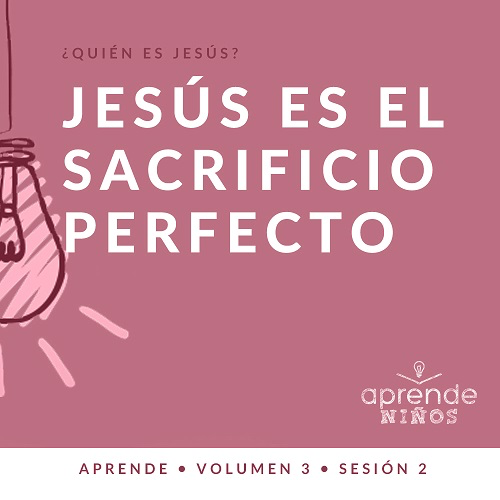 ¿QUIÉN ES JESÚS?
JESÚS ES EL
SACRIFICIO
PERFECTO
aprende
NIÑOS
APRENDE • VOLUMEN 3 • SESIÓN 2